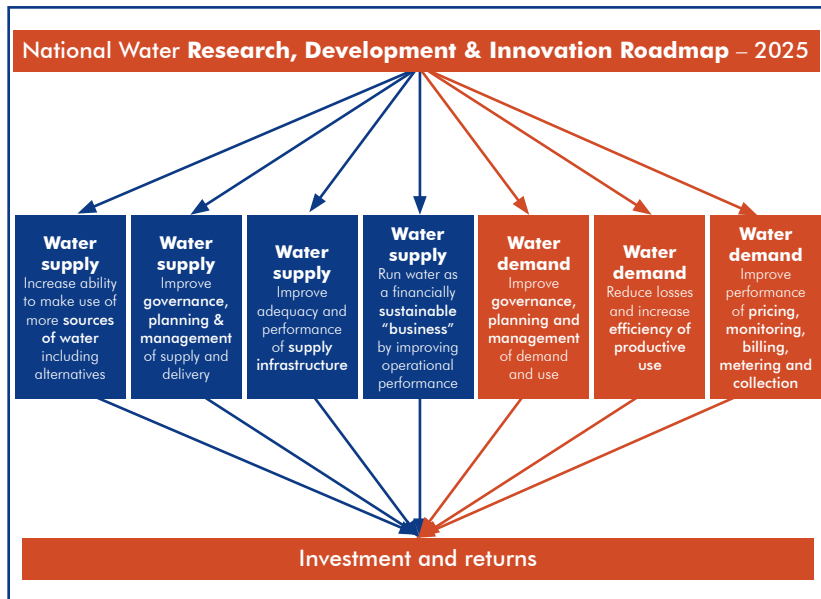 National Water Research, Development & Innovation Roadmap – 2025
Water
supply
Increase ability
to make use of
more sources
of water
including
alternatives
Water
supply
Improve
governance,
planning &
management
of supply and
delivery
Water
supply
Improve
adequacy and
performance
of supply
infrastructure
Water
supply
Run water as
a financially
sustainable
“business”
by improving
operational
performance
Water
demand
Improve
governance,
planning and
management
of demand
and use
Water
demand
Reduce losses
and increase
efficiency of
productive
use
Water
demand
Improve
performance
of pricing,
monitoring,
billing,
metering and
collection
Investment and returns